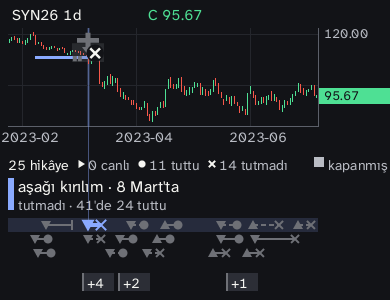 SYN26 1d C 95.67
120.00
95.67
2023-02 2023-04 2023-06
25 hikâye 0 canlı 11 tuttu 14 tutmadı kapanmış
aşağı kırılım · 8 Mart'ta
tutmadı · 41'de 24 tuttu
+4 +2 +1